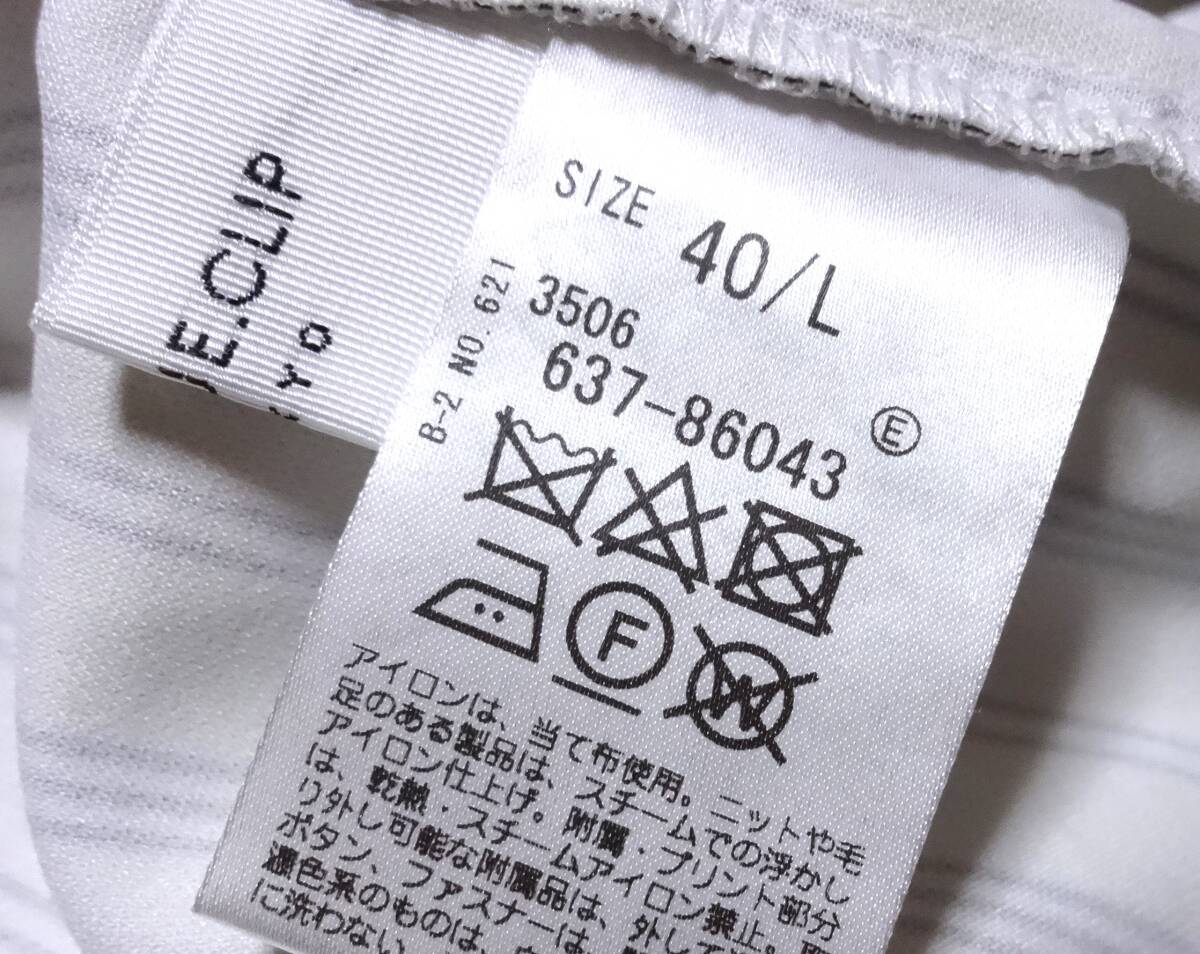 E.CLIP
YO
SIZE 40/L
B-2 NO. 621
3506
637-86043
E
F
W
アイロンは、当て布使用。ニットや毛
足のある製品は、スチームでの浮かし
アイロン仕上げ。附属・プリント部分
は、乾熱・スチームアイロン禁止。
り外し可能な附属品は、外して
ボタン、ファスナーは、
濃色系のものは、
に洗わない